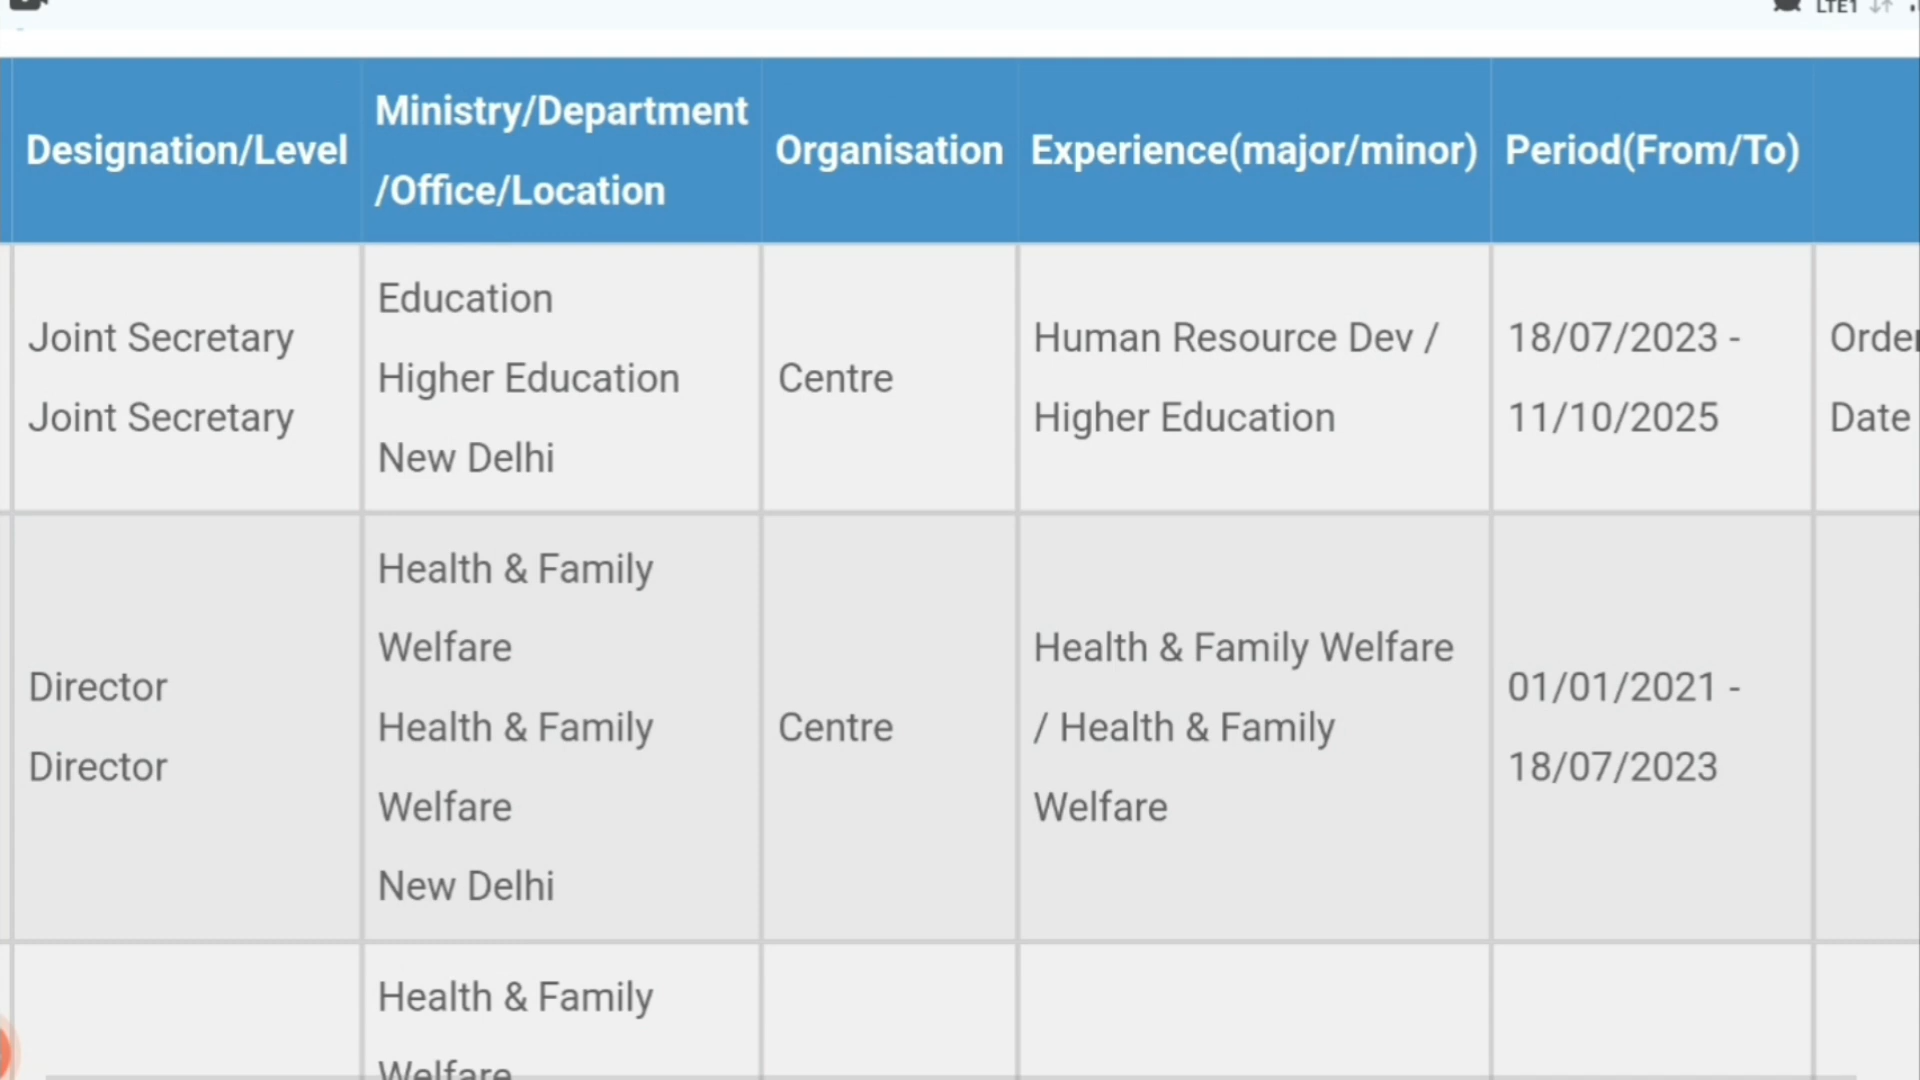 LTE1
Designation/Level
Ministry/Department
/Office/Location
Organisation
Experience(major/minor)
Period(From/To)
Joint Secretary
Joint Secretary
Education
Higher Education
New Delhi
Centre
Human Resource Dev /
Higher Education
18/07/2023 -
11/10/2025
Order
Date
Director
Director
Health & Family
Welfare
Health & Family
Welfare
New Delhi
Centre
Health & Family Welfare
/ Health & Family
Welfare
01/01/2021 -
18/07/2023
Health & Family
Welfare